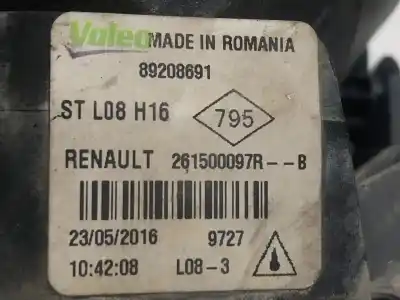 Valeo MADE IN ROMANIA
89208691
ST L08 H16 795
RENAULT 261500097R--B
23/05/2016 9727
10:42:08 L08-3